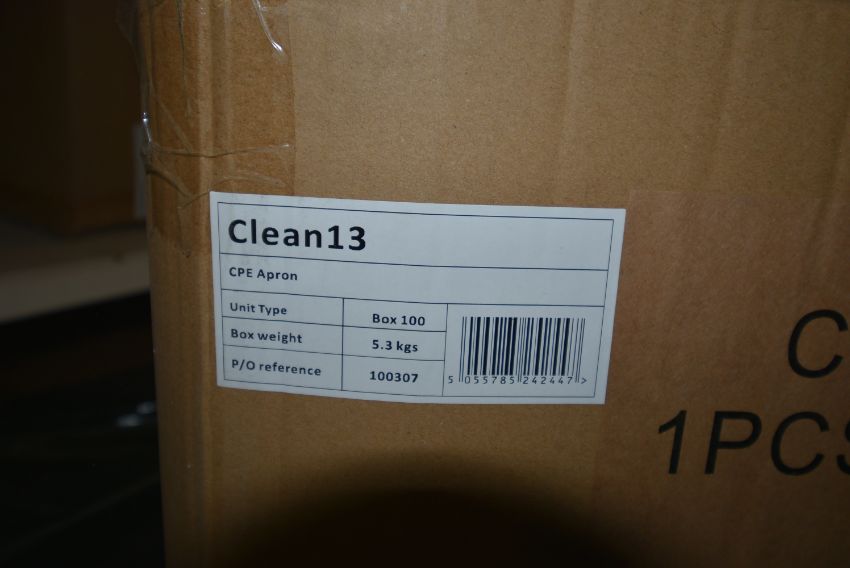 Clean13
CPE Apron
Unit Type Box 100
Box weight 5.3 kgs
P/O reference 100307
5 055785 242447 >
C
1PCS